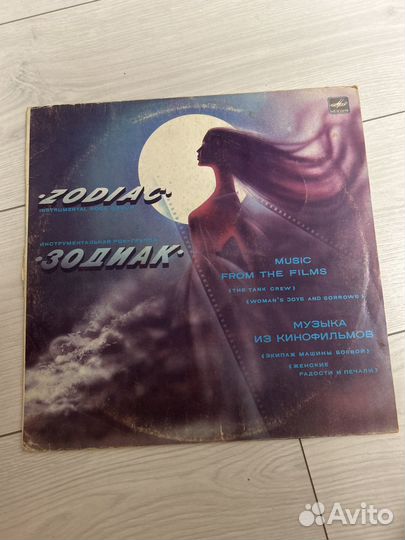 ZODIAC
INSTRUMENTAL ROCK-GROUP
ИНСТРУМЕНТАЛЬНАЯ РОК-ГРУППА
ЗОДИАК
MUSIC
FROM THE FILMS
(THE TANK CREW)
(WOMAN'S JOYS AND SORROWS)
МУЗЫКА
ИЗ КИНОФИЛЬМОВ
(ЭКИПАЖ МАШИНЫ БОЕВОЙ)
(ЖЕНСКИЕ
РАДОСТИ И ПЕЧАЛИ)
Avito